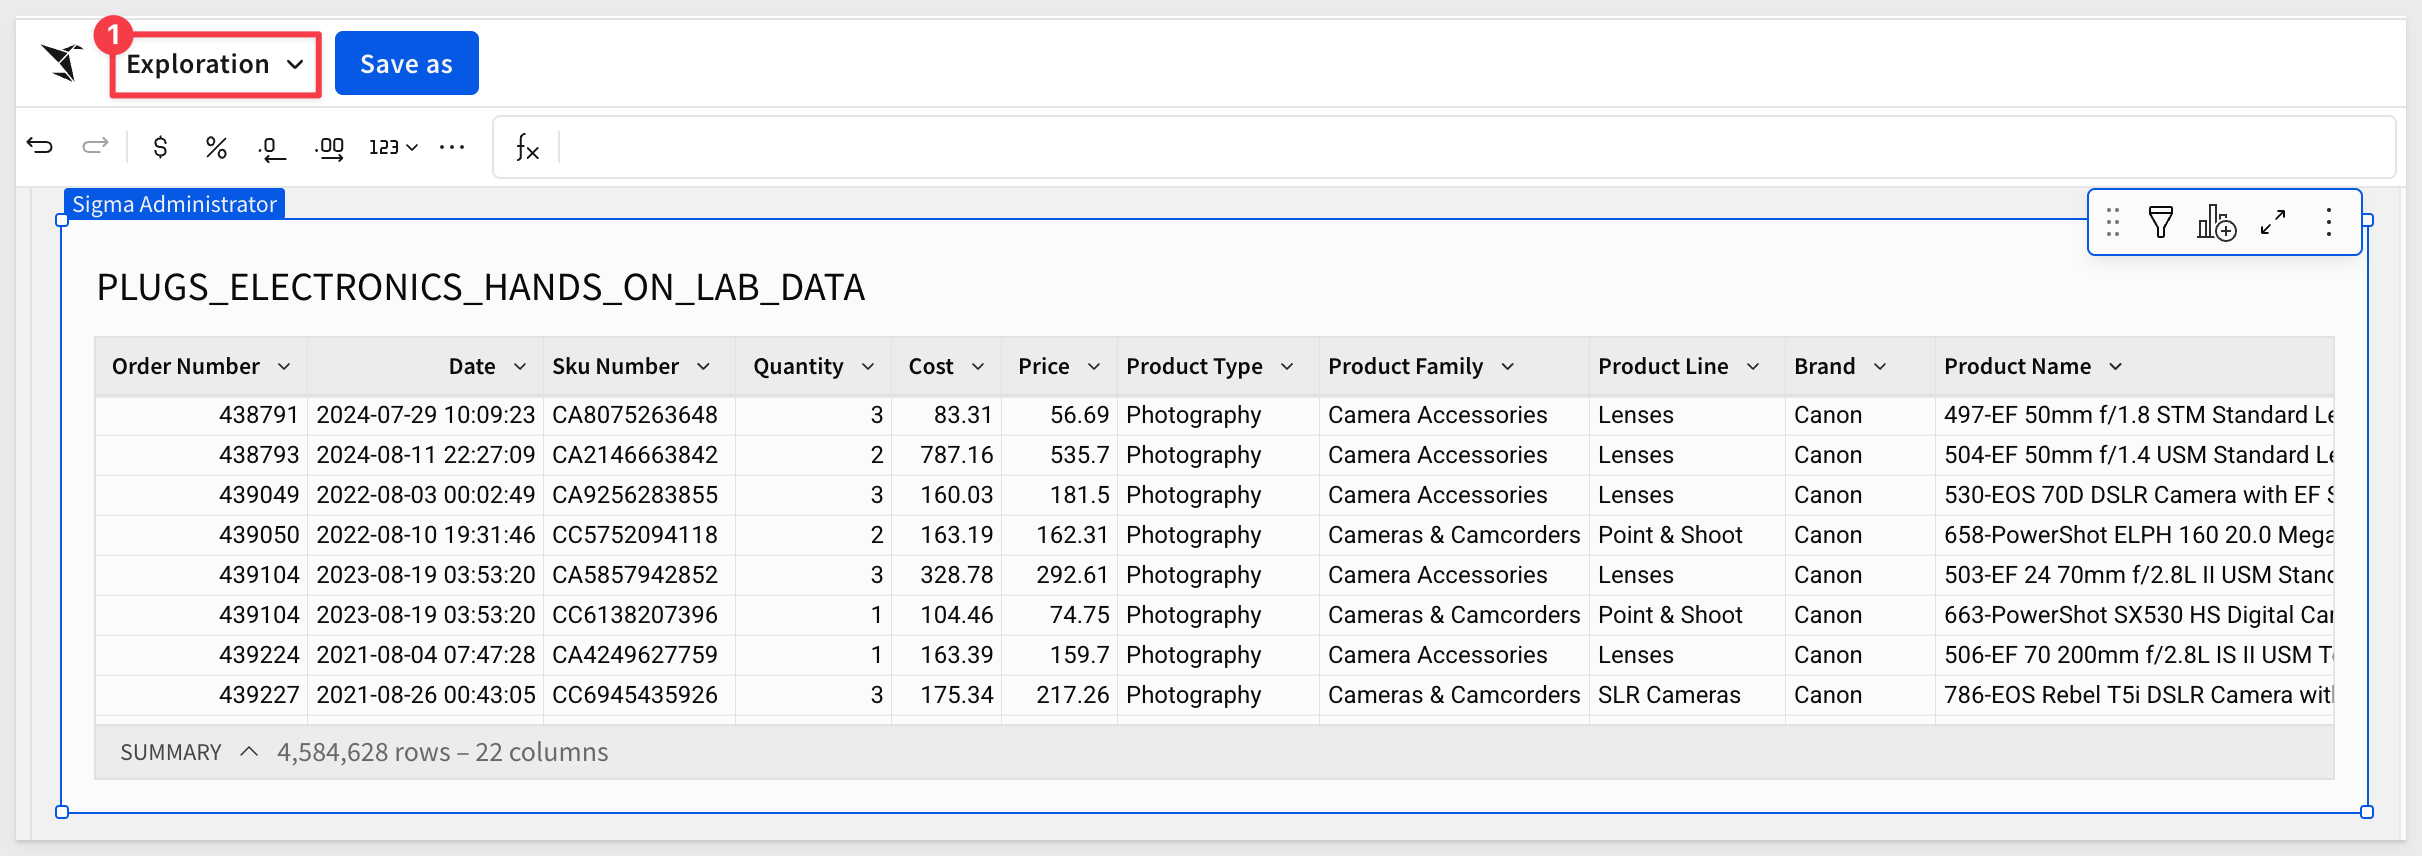 1
Exploration Save as
$ % .0 .00 123 ... fx
Sigma Administrator
PLUGS_ELECTRONICS_HANDS_ON_LAB_DATA
Order Number Date Sku Number Quantity Cost Price Product Type Product Family Product Line Brand Product Name
438791 2024-07-29 10:09:23 CA8075263648 3 83.31 56.69 Photography Camera Accessories Lenses Canon 497-EF 50mm f/1.8 STM Standard Le
438793 2024-08-11 22:27:09 CA2146663842 2 787.16 535.7 Photography Camera Accessories Lenses Canon 504-EF 50mm f/1.4 USM Standard Le
439049 2022-08-03 00:02:49 CA9256283855 3 160.03 181.5 Photography Camera Accessories Lenses Canon 530-EOS 70D DSLR Camera with EF S
439050 2022-08-10 19:31:46 CC5752094118 2 163.19 162.31 Photography Cameras & Camcorders Point & Shoot Canon 658-PowerShot ELPH 160 20.0 Mega
439104 2023-08-19 03:53:20 CA5857942852 3 328.78 292.61 Photography Camera Accessories Lenses Canon 503-EF 24 70mm f/2.8L II USM Stand
439104 2023-08-19 03:53:20 CC6138207396 1 104.46 74.75 Photography Cameras & Camcorders Point & Shoot Canon 663-PowerShot SX530 HS Digital Ca
439224 2021-08-04 07:47:28 CA4249627759 1 163.39 159.7 Photography Camera Accessories Lenses Canon 506-EF 70 200mm f/2.8L IS II USM T
439227 2021-08-26 00:43:05 CC6945435926 3 175.34 217.26 Photography Cameras & Camcorders SLR Cameras Canon 786-EOS Rebel T5i DSLR Camera wit
SUMMARY 4,584,628 rows – 22 columns